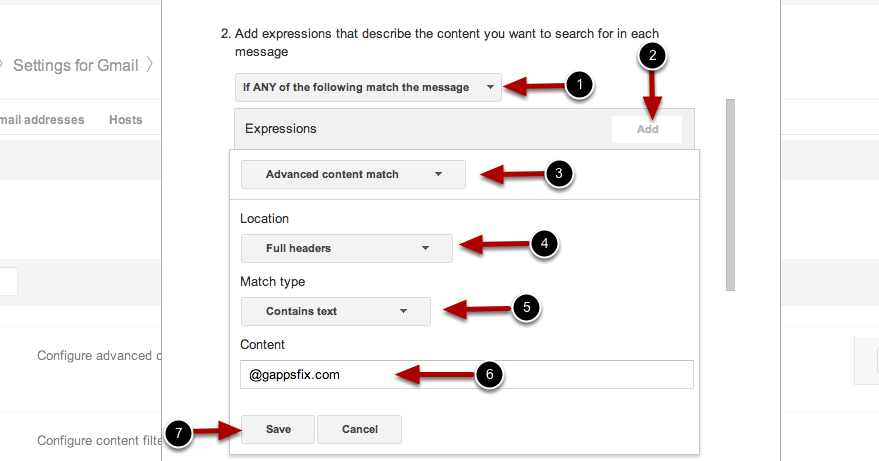 2. Add expressions that describe the content you want to search for in each
message
2
Settings for Gmail
If ANY of the following match the message
1
mail addresses Hosts
Expressions
Add
Advanced content match
3
Location
Full headers
4
Match type
Contains text
5
Content
Configure advanced c
@gappsfix.com
6
7
Save
Cancel
Configure content filte